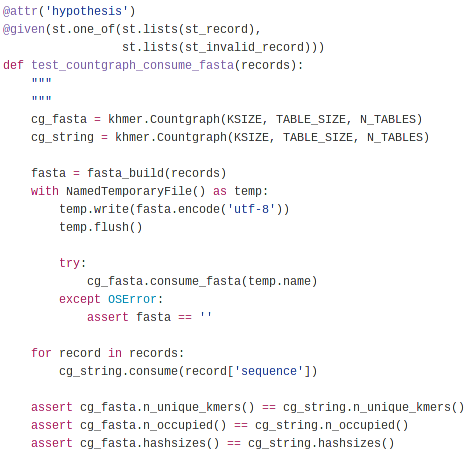 @attr('hypothesis')
@given(st.one_of(st.lists(st_record),
                 st.lists(st_invalid_record)))
def test_countgraph_consume_fasta(records):
    """
    """
    cg_fasta = khmer.Countgraph(KSIZE, TABLE_SIZE, N_TABLES)
    cg_string = khmer.Countgraph(KSIZE, TABLE_SIZE, N_TABLES)

    fasta = fasta_build(records)
    with NamedTemporaryFile() as temp:
        temp.write(fasta.encode('utf-8'))
        temp.flush()

        try:
            cg_fasta.consume_fasta(temp.name)
        except OSError:
            assert fasta == ''

    for record in records:
        cg_string.consume(record['sequence'])

    assert cg_fasta.n_unique_kmers() == cg_string.n_unique_kmers()
    assert cg_fasta.n_occupied() == cg_string.n_occupied()
    assert cg_fasta.hashsizes() == cg_string.hashsizes()